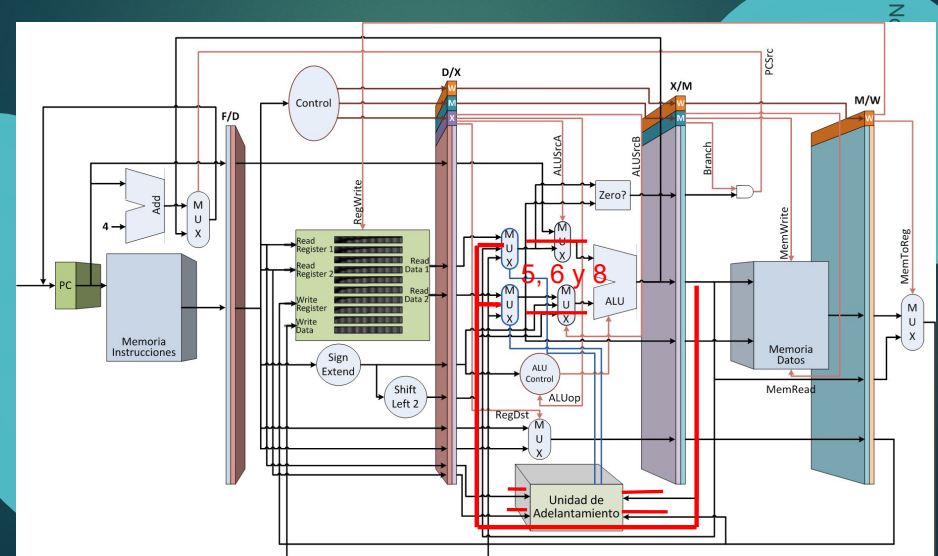 No
D/X
X/M
M/W
F/D
PCSrc
Control
W
M
X
W
M
W
Add
4
M
U
X
RegWrite
ALUSrcA
ALUSrcB
Branch
MemWrite
MemToReg
Zero?
Read
Register 1
Read
Register 2
Write
Register
Write
Data
Read
Data 1
Read
Data 2
M
U
X
M
U
X
5, 6 y 8
M
U
X
M
U
X
ALU
PC
Memoria
Instrucciones
Sign
Extend
Shift
Left 2
ALU
Control
ALUop
RegDst
M
U
X
Memoria
Datos
MemRead
M
U
X
Unidad de
Adelantamiento